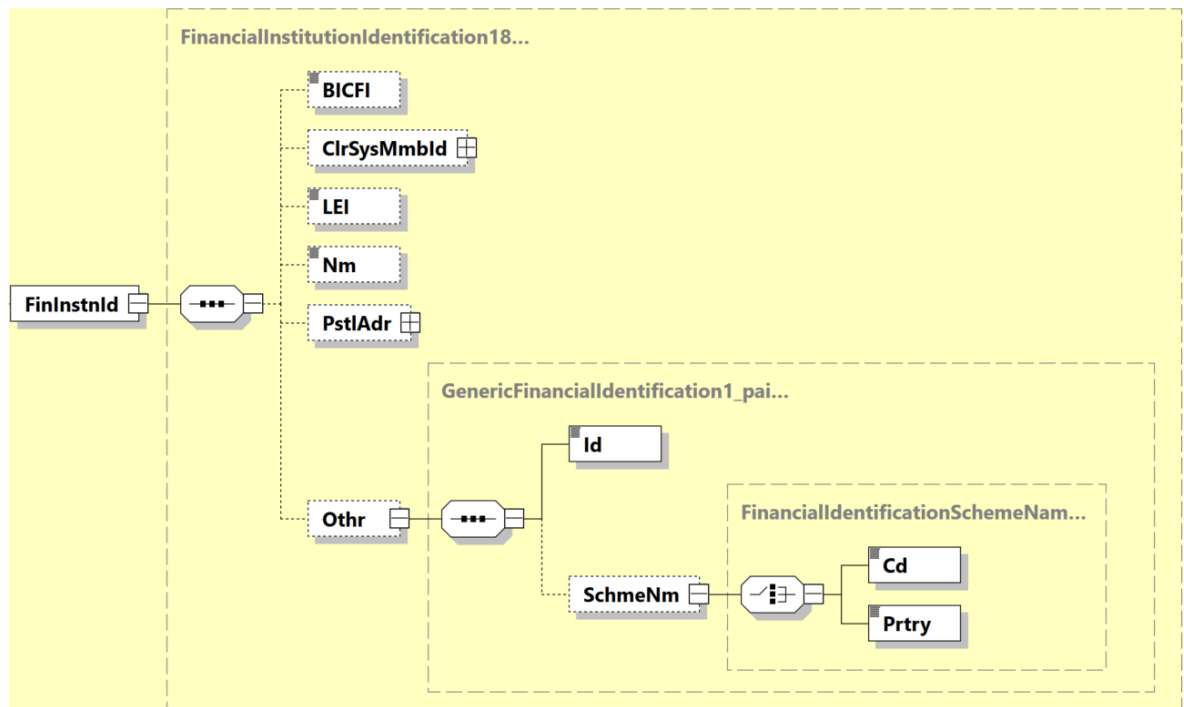 FinancialInstitutionIdentification18...
BICFI
ClrSysMmbId
LEI
Nm
FinInstnId
PstlAdr
GenericFinancialIdentification1_pai...
Id
Othr
FinancialIdentificationSchemeNam...
Cd
SchmeNm
Prtry